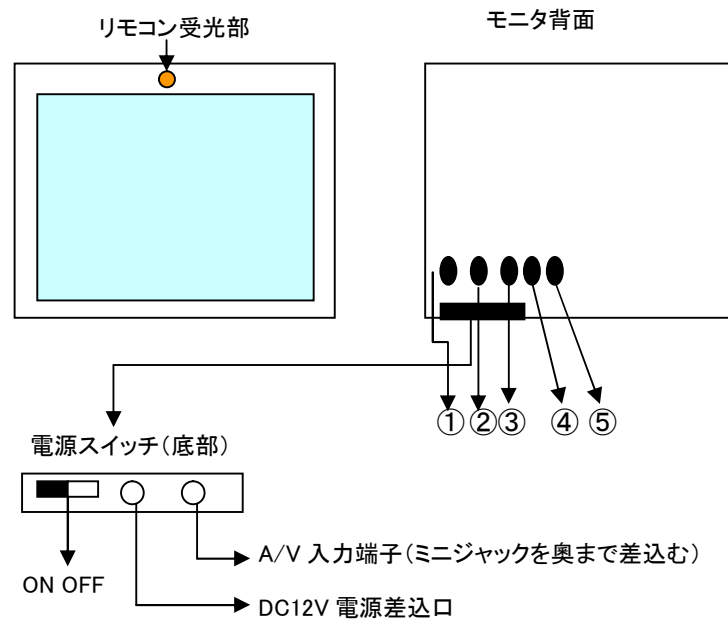 リモコン受光部
モニタ背面
①②③ ④ ⑤
電源スイッチ(底部)
A/V 入力端子(ミニジャックを奥まで差込む)
ON OFF
DC12V 電源差込口